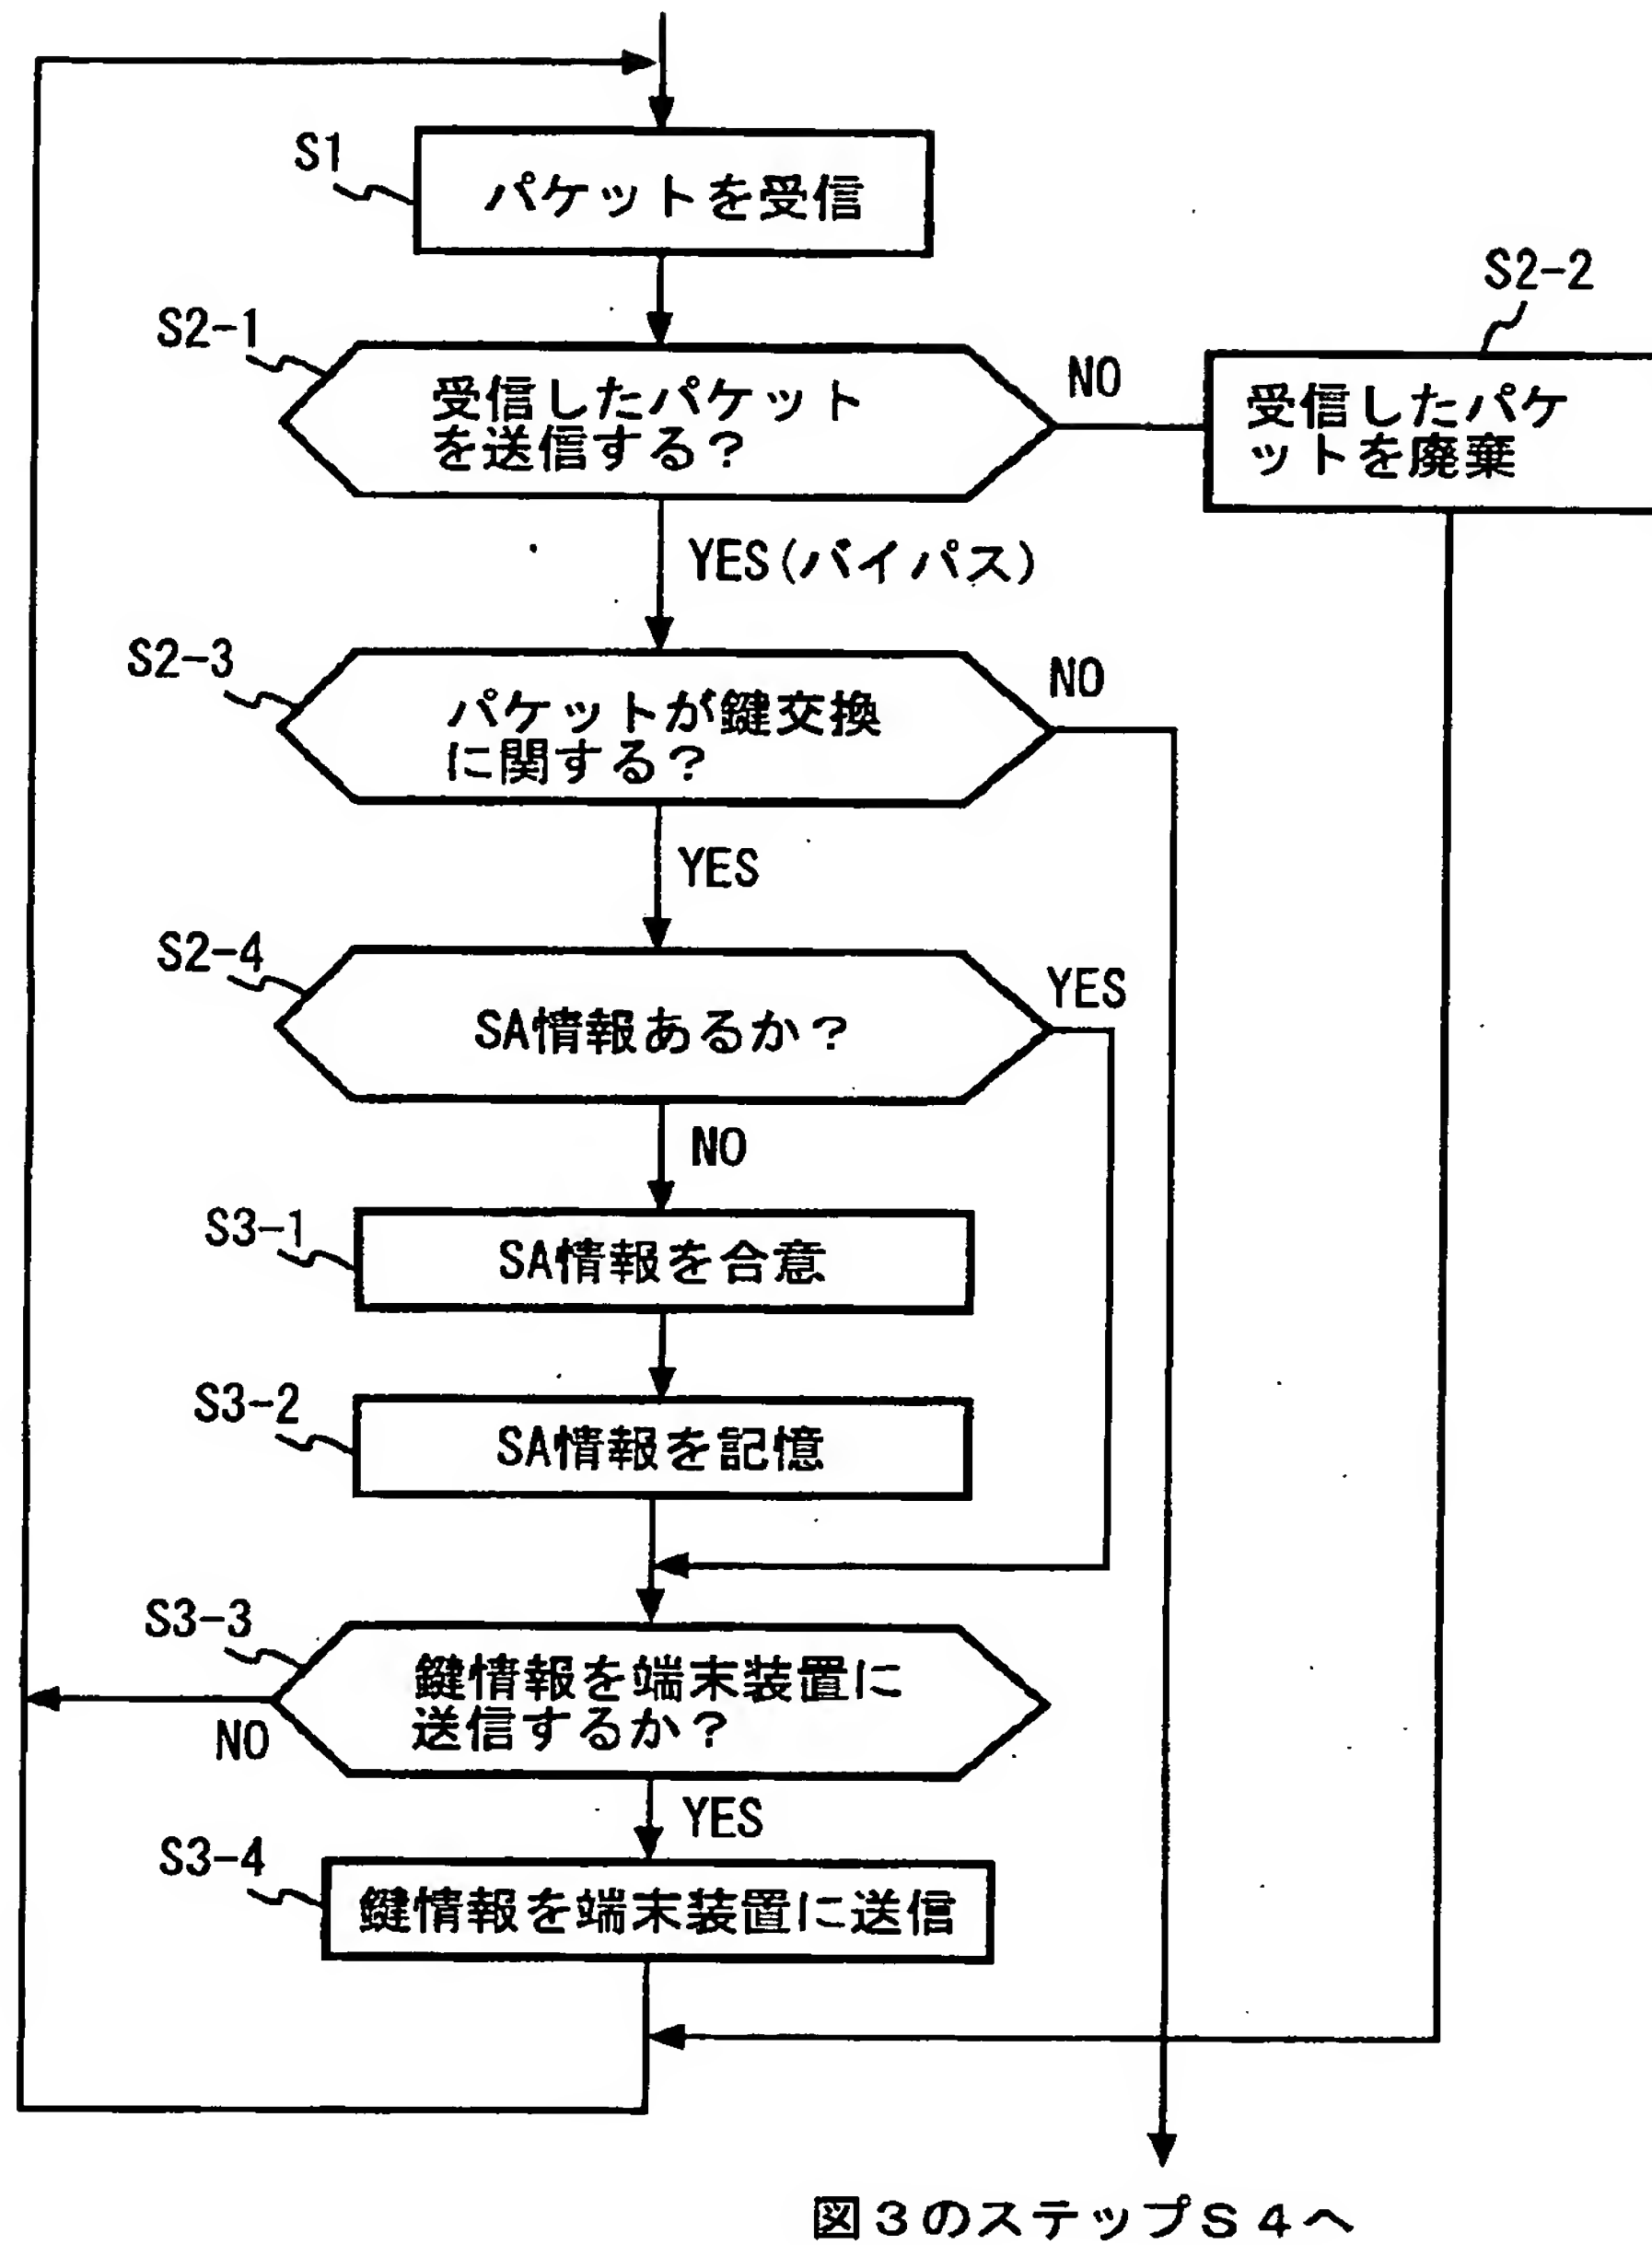 S1
パケットを受信
S2-1
受信したパケット
を送信する?
NO
S2-2
受信したパケ
ットを廃棄
YES(バイパス)
S2-3
パケットが鍵交換
に関する?
NO
YES
S2-4
SA情報あるか?
YES
NO
S3-1
SA情報を合意
S3-2
SA情報を記憶
S3-3
鍵情報を端末装置に
送信するか?
NO
YES
S3-4
鍵情報を端末装置に送信
図3のステップS4へ